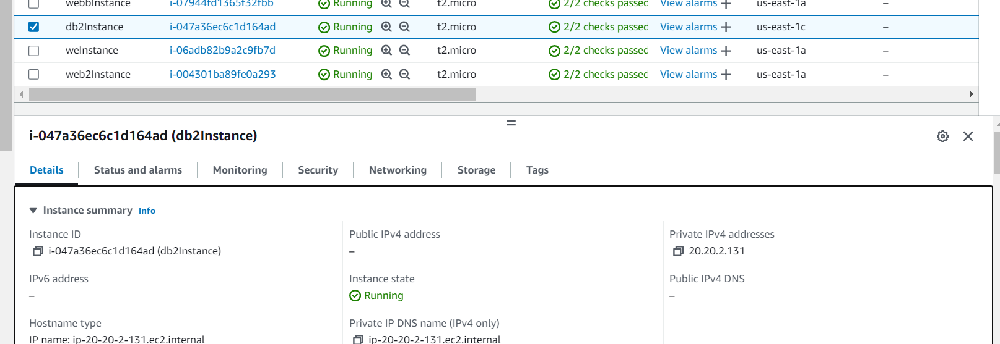 webbInstance i-07944fd1365f32fbb Running t2.micro 2/2 checks passed View alarms + us-east-1a –
db2Instance i-047a36ec6c1d164ad Running t2.micro 2/2 checks passed View alarms + us-east-1c –
weInstance i-06adb82b9a2c9fb7d Running t2.micro 2/2 checks passed View alarms + us-east-1a –
web2Instance i-004301ba89fe0a293 Running t2.micro 2/2 checks passed View alarms + us-east-1a –
i-047a36ec6c1d164ad (db2Instance)
Details Status and alarms Monitoring Security Networking Storage Tags
Instance summary Info
Instance ID
i-047a36ec6c1d164ad (db2Instance)
Public IPv4 address
–
Private IPv4 addresses
20.20.2.131
IPv6 address
–
Instance state
Running
Public IPv4 DNS
–
Hostname type
IP name: ip-20-20-2-131.ec2.internal
Private IP DNS name (IPv4 only)
ip-20-20-2-131.ec2.internal